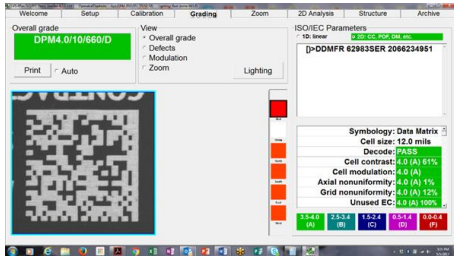 Welcome Setup Calibration Grading Zoom 2D Analysis Structure Archive
Overall grade
DPM4.0/10/660/D
Print Auto
View
Overall grade
Defects
Modulation
Zoom
Lighting
ISO/IEC Parameters
1D: linear 2D: CC, PDF, DM, etc.
[)>DDMFR 62983SER 2066234951
Symbology: Data Matrix
Cell size: 12.0 mils
Decode: PASS
Cell contrast: 4.0 (A) 61%
Cell modulation: 4.0 (A)
Axial nonuniformity: 4.0 (A) 1%
Grid nonuniformity: 4.0 (A) 12%
Unused EC: 4.0 (A) 100%
3.5-4.0 2.5-3.4 1.5-2.4 0.5-1.4 0.0-0.4
(A) (B) (C) (D) (F)